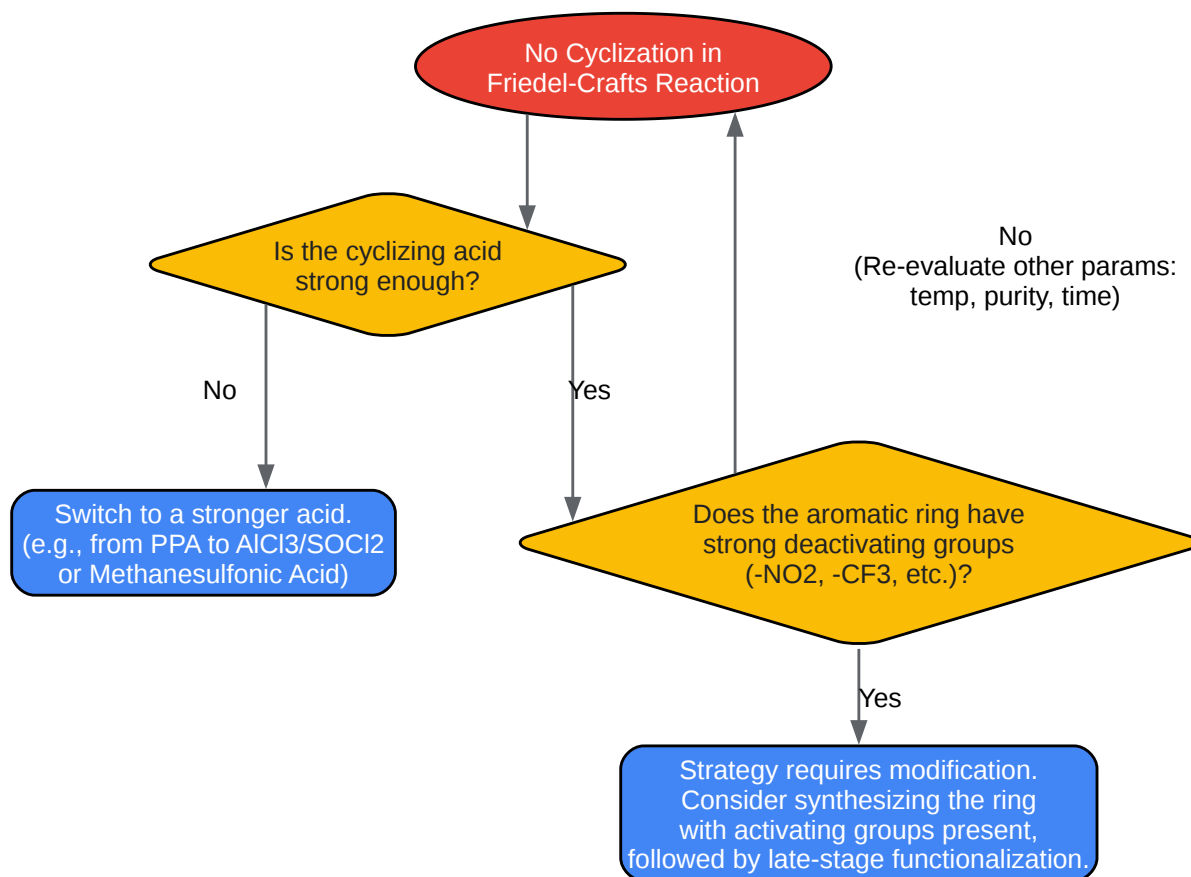 No Cyclization in
Friedel-Crafts Reaction
Is the cyclizing acid
strong enough?
No
(Re-evaluate other params:
temp, purity, time)
No
Yes
Switch to a stronger acid.
(e.g., from PPA to AlCl3/SOCl2
or Methanesulfonic Acid)
Does the aromatic ring have
strong deactivating groups
(-NO2, -CF3, etc.)?
Yes
Strategy requires modification.
Consider synthesizing the ring
with activating groups present,
followed by late-stage functionalization.